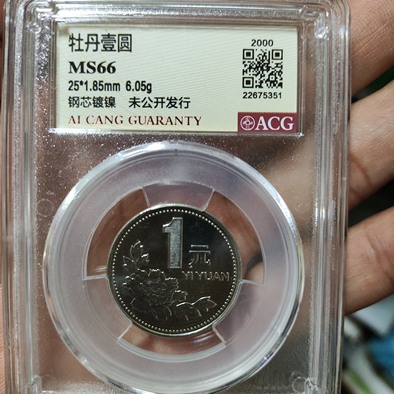 牡丹壹圆
2000
MS66
25*1.85mm 6.05g
钢芯镀镍 未公开发行
22675351
AI CANG GUARANTY
ACG
1元
YI YUAN